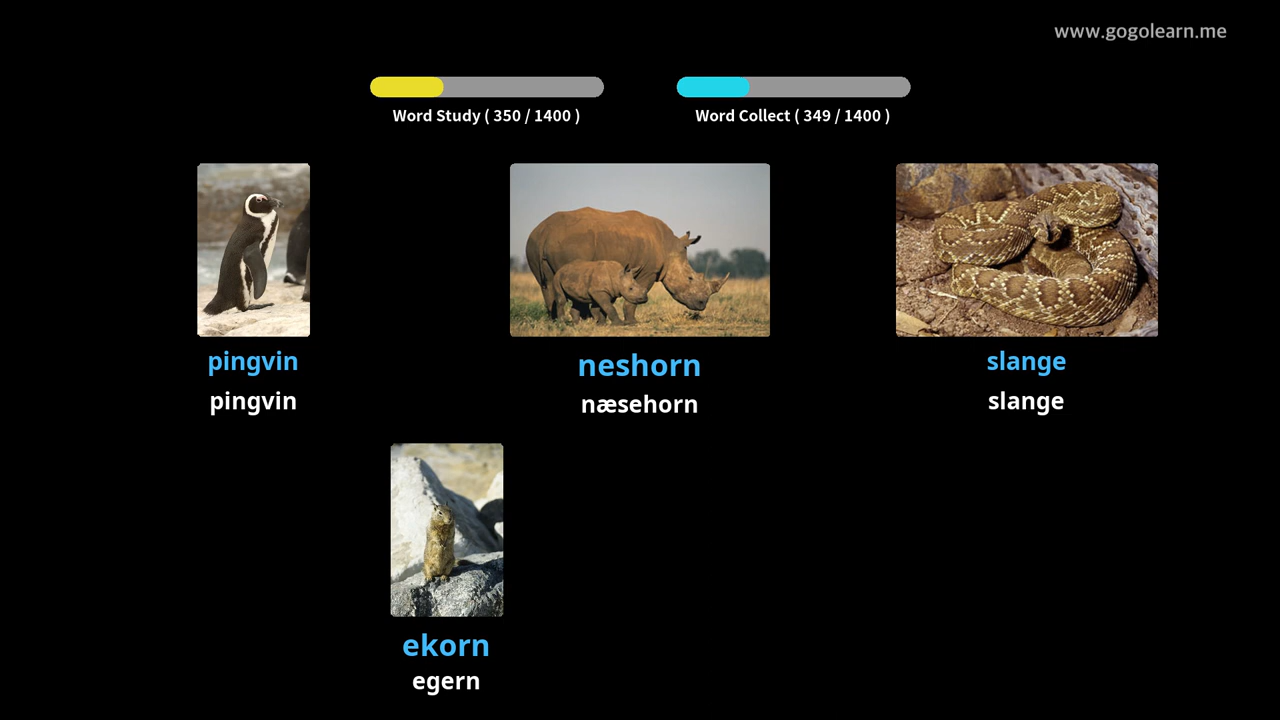 www.gogolearn.me
Word Study ( 350 / 1400 )
Word Collect ( 349 / 1400 )
pingvin
pingvin
neshorn
næsehorn
slange
slange
ekorn
egern